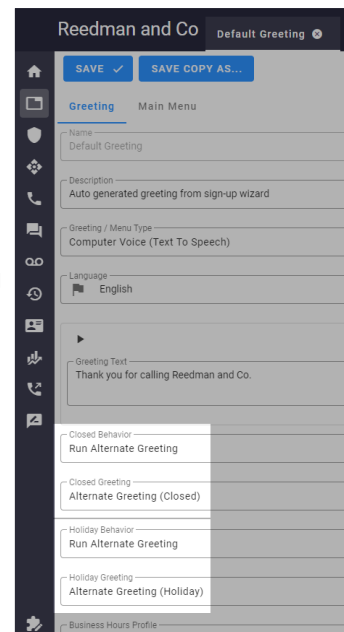 Reedman and Co
Default Greeting
SAVE
SAVE COPY AS...
Greeting
Main Menu
Name
Default Greeting
Description
Auto generated greeting from sign-up wizard
Greeting / Menu Type
Computer Voice (Text To Speech)
Language
English
Greeting Text
Thank you for calling Reedman and Co.
Closed Behavior
Run Alternate Greeting
Closed Greeting
Alternate Greeting (Closed)
Holiday Behavior
Run Alternate Greeting
Holiday Greeting
Alternate Greeting (Holiday)
Business Hours Profile